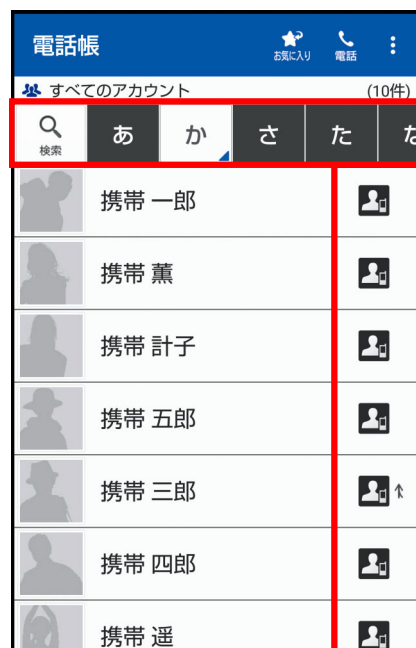 電話帳
お気に入り 電話
すべてのアカウント (10件)
検索 あ か さ た な
携帯 一郎
携帯 薫
携帯 計子
携帯 五郎
携帯 三郎
携帯 四郎
携帯 遥